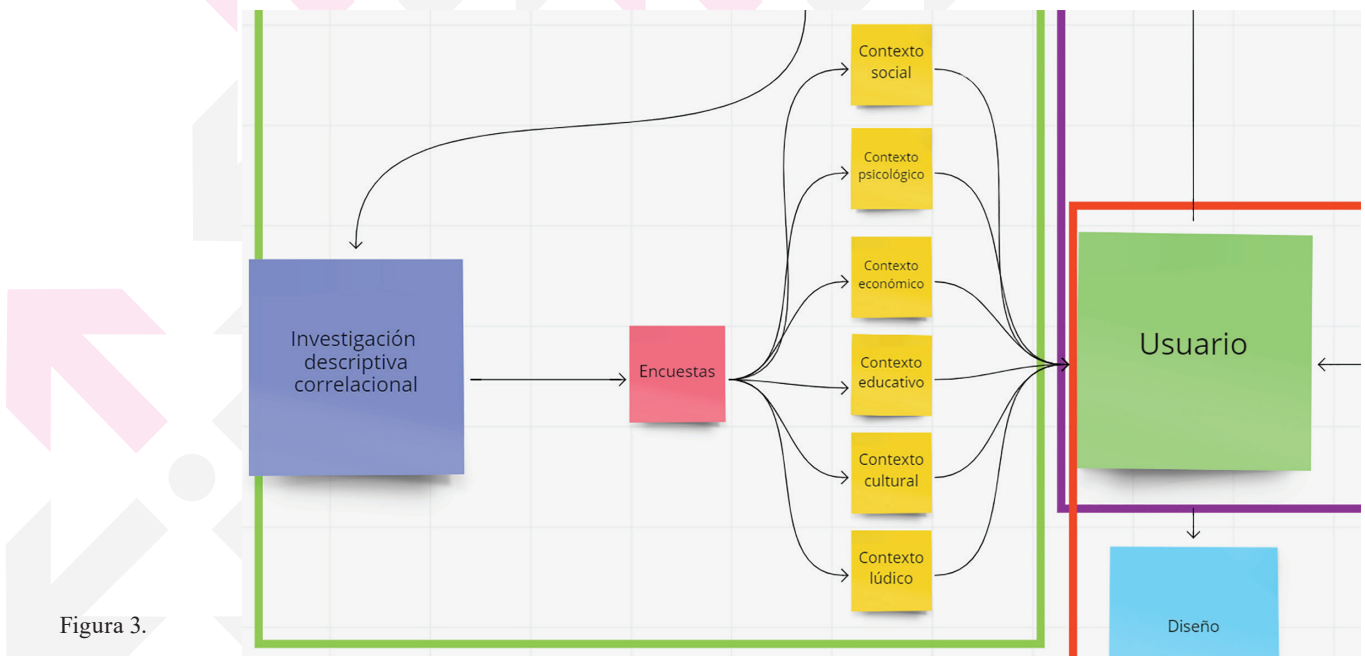 Contexto
social
Contexto
psicológico
Contexto
económico
Investigación
descriptiva
correlacional
Encuestas
Contexto
educativo
Usuario
Contexto
cultural
Contexto
lúdico
Diseño
Figura 3.